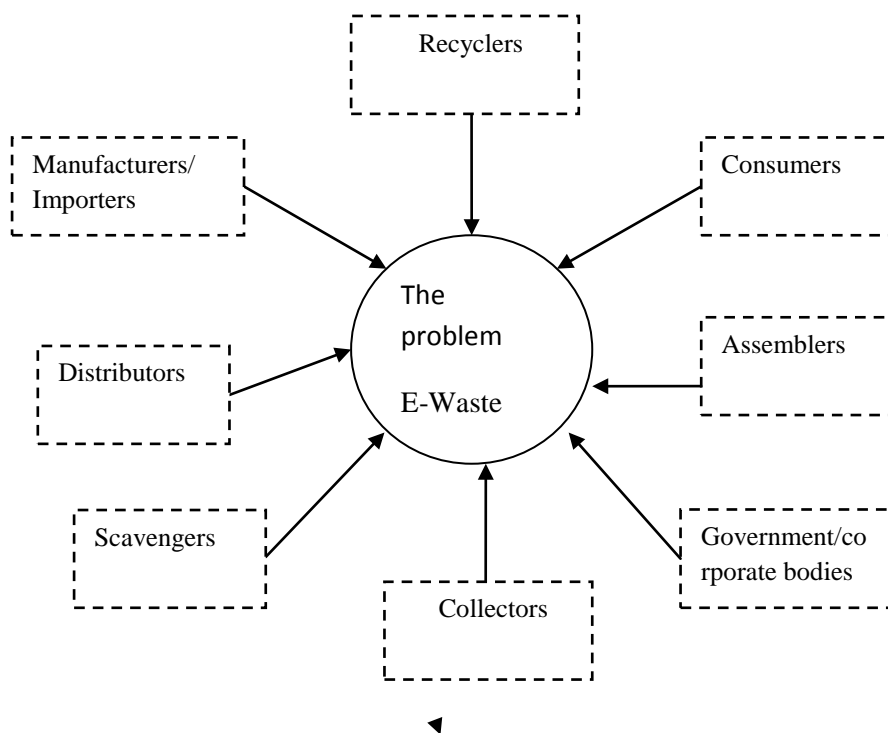 Recyclers
Manufacturers/
Importers
Consumers
The
problem
E-Waste
Assemblers
Distributors
Scavengers
Government/co
rporate bodies
Collectors